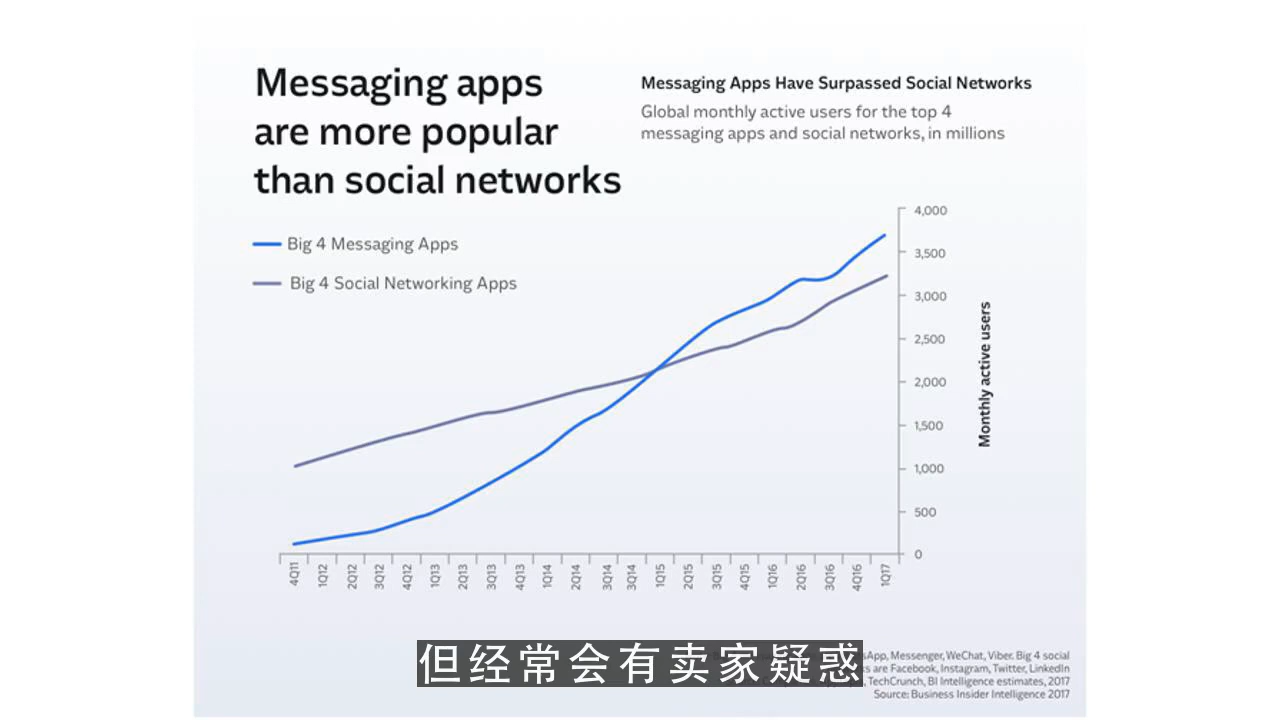 Messaging apps
are more popular
than social networks
Messaging Apps Have Surpassed Social Networks
Global monthly active users for the top 4
messaging apps and social networks, in millions
Big 4 Messaging Apps
Big 4 Social Networking Apps
4,000
3,500
3,000
2,500
2,000
1,500
1,000
500
0
Monthly active users
4Q11
1Q12
2Q12
3Q12
4Q12
1Q13
2Q13
3Q13
4Q13
1Q14
2Q14
3Q14
3Q14
1Q15
2Q15
3Q15
4Q15
1Q16
2Q16
3Q16
4Q16
1Q17
但经常会有卖家疑惑
Messenger, WeChat, Viber. Big 4 social
are Facebook, Instagram, Twitter, LinkedIn
TechCrunch, BI Intelligence estimates, 2017
Source: Business Insider Intelligence 2017